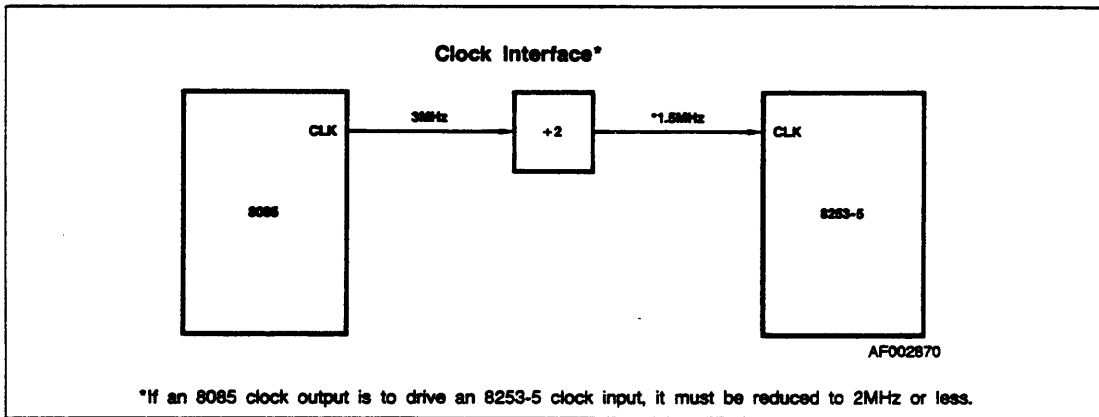 Clock Interface*
CLK
3MHz
÷2
*1.5MHz
CLK
8085
8253-5
AF002870
*If an 8085 clock output is to drive an 8253-5 clock input, it must be reduced to 2MHz or less.